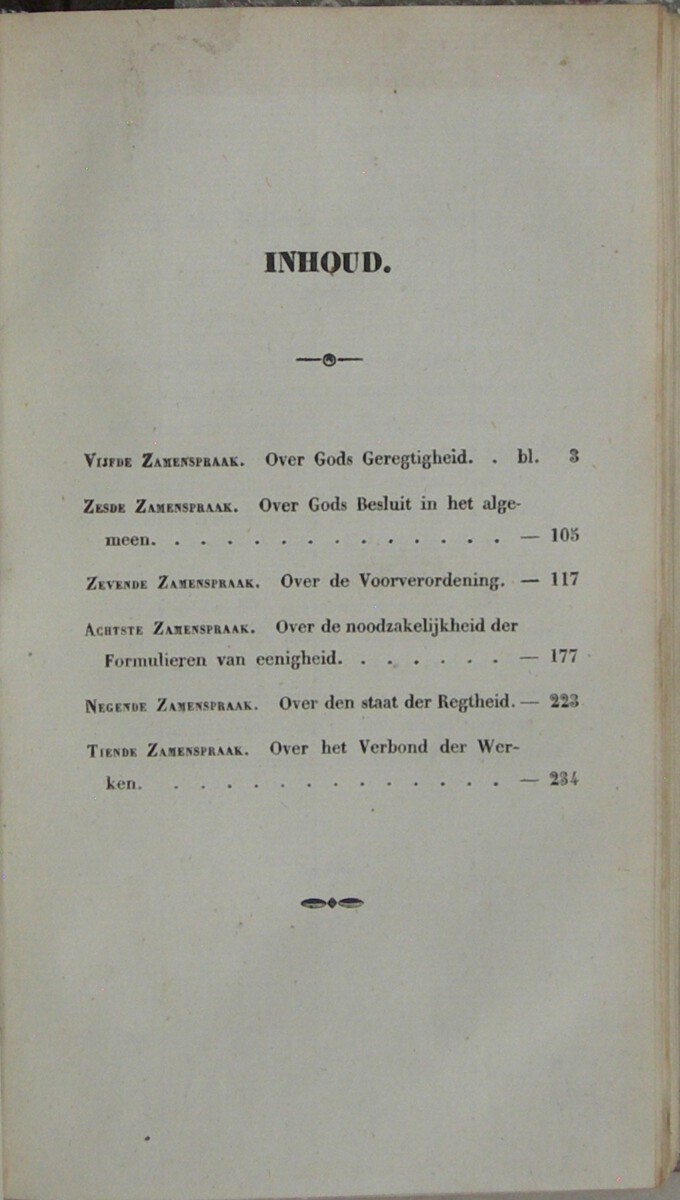 INHOUD.
VIJFDE ZAMENSPRAAK. Over Gods Geregtigheid. . bl. 3
ZESDE ZAMENSPRAAK. Over Gods Besluit in het alge-
meen. . . . . . . . . . . . . . — 105
ZEVENDE ZAMENSPRAAK. Over de Voorverordening. — 117
ACHTSTE ZAMENSPRAAK. Over de noodzakelijkheid der
Formulieren van eenigheid. . . . . . . — 177
NEGENDE ZAMENSPRAAK. Over den staat der Regtheid. — 223
TIENDE ZAMENSPRAAK. Over het Verbond der Wer-
ken. . . . . . . . . . . . . . — 234